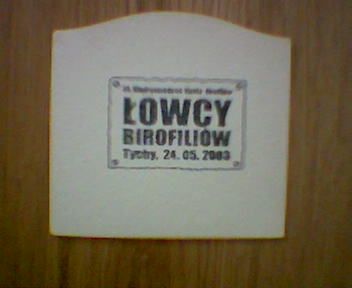 ŁOWCY
BIROFILIÓW
Tychy, 24. 05. 2003